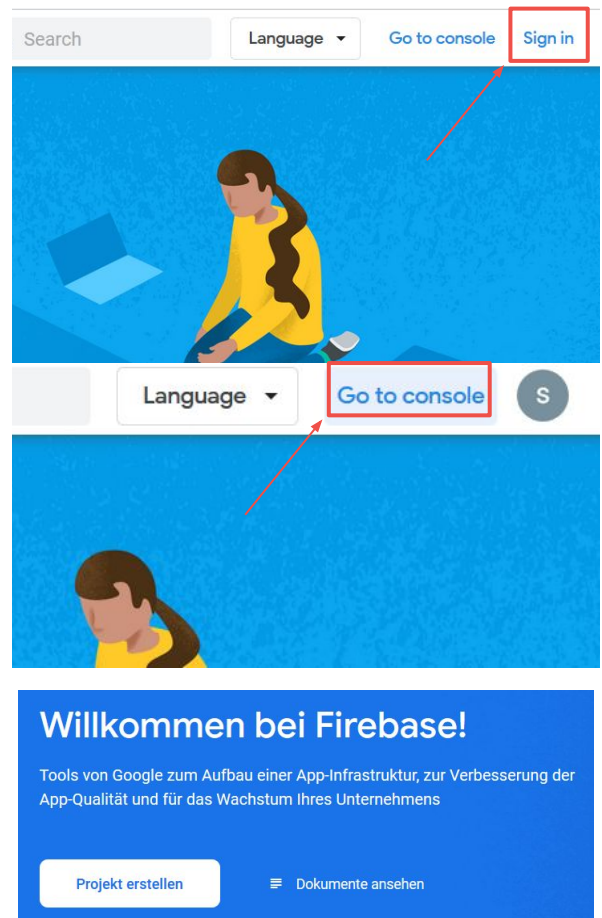 Search Language Go to console Sign in
Language Go to console S
Willkommen bei Firebase!
Tools von Google zum Aufbau einer App-Infrastruktur, zur Verbesserung der
App-Qualität und für das Wachstum Ihres Unternehmens
Projekt erstellen Dokumente ansehen